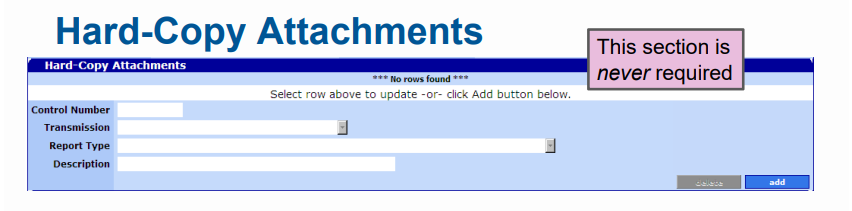 Hard-Copy Attachments
This section is
never required
Hard-Copy Attachments
*** No rows found ***
Select row above to update -or- click Add button below.
Control Number
Transmission
Report Type
Description
delete add